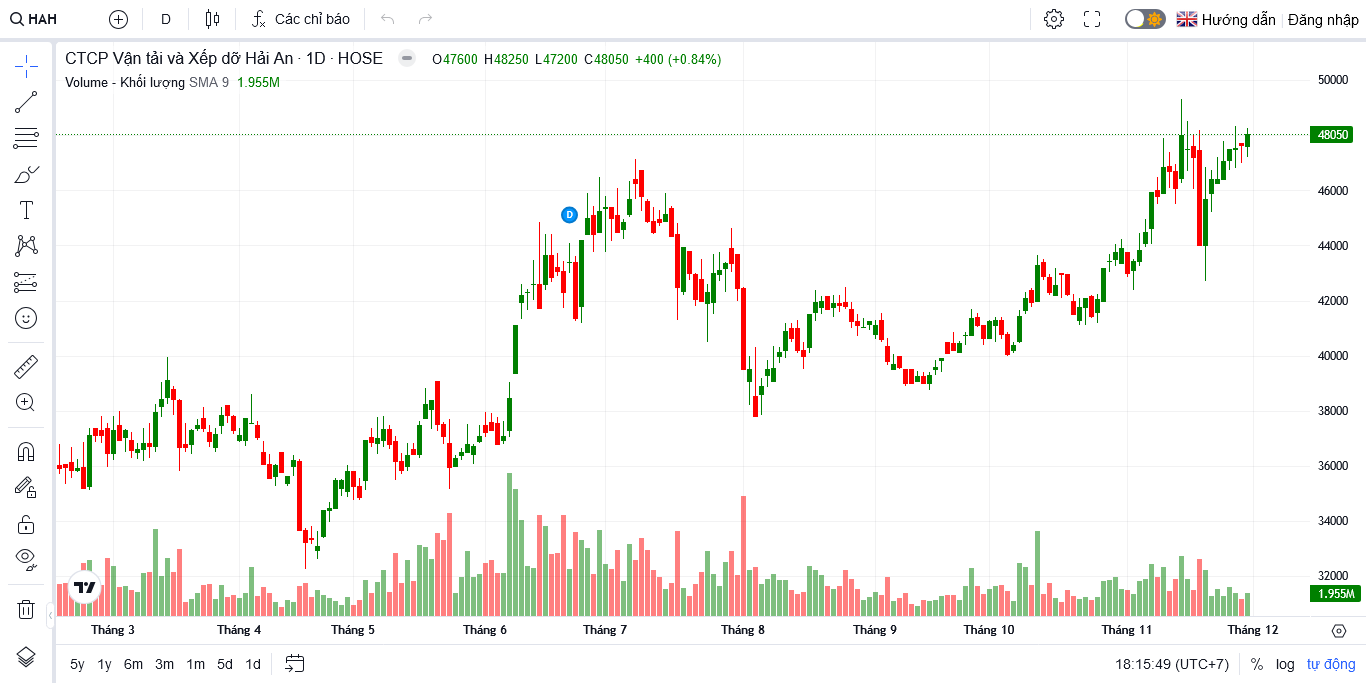 HAH D Các chỉ báo Hướng dẫn Đăng nhập
CTCP Vận tải và Xếp dỡ Hải An · 1D · HOSE O47600 H48250 L47200 C48050 +400 (+0.84%)
Volume - Khối lượng SMA 9 1.955M
50000
48050
46000
D
44000
42000
40000
38000
36000
34000
32000
1.955M
Tháng 3 Tháng 4 Tháng 5 Tháng 6 Tháng 7 Tháng 8 Tháng 9 Tháng 10 Tháng 11 Tháng 12
5y 1y 6m 3m 1m 5d 1d 18:15:49 (UTC+7) % log tự động